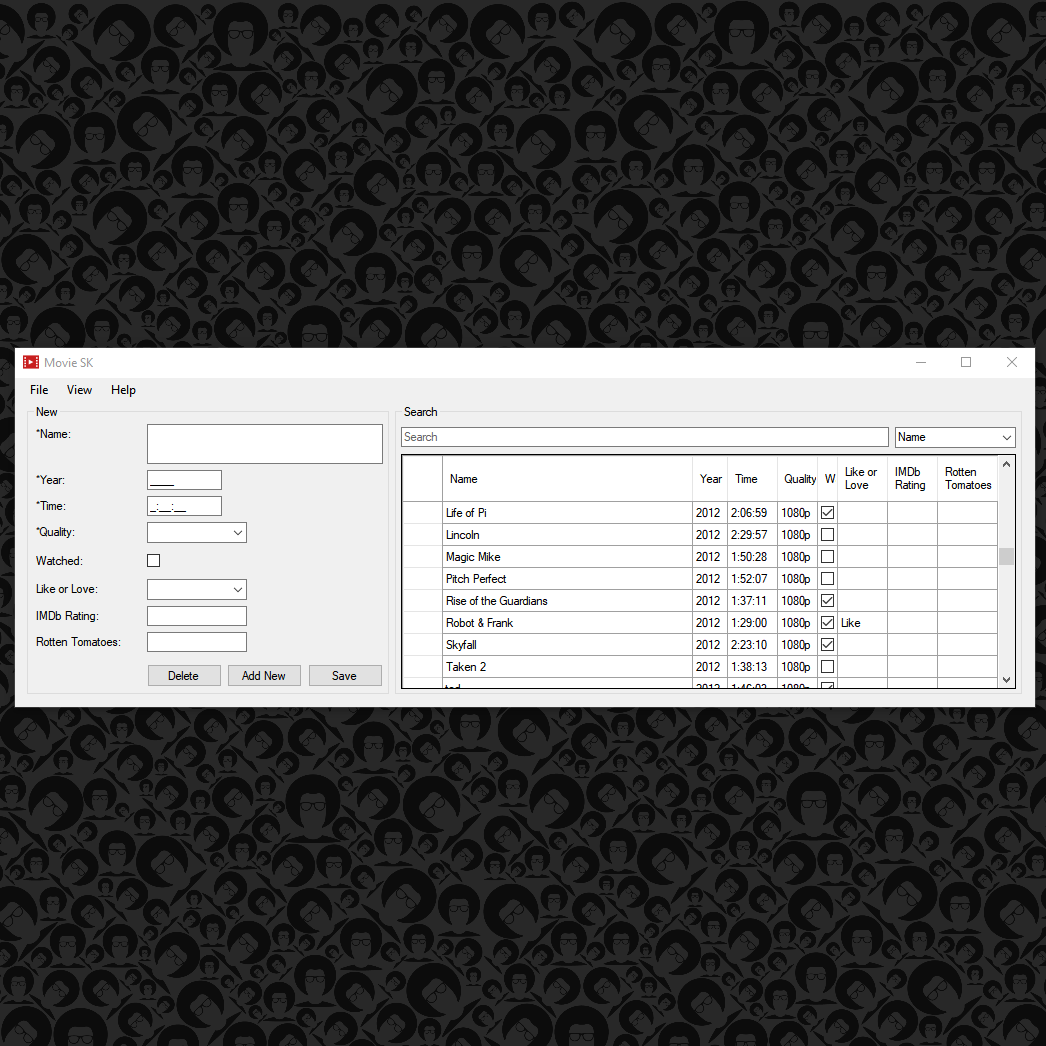 Movie SK
File View Help
New
*Name:
*Year: ____
*Time: _:__:__
*Quality:
Watched:
Like or Love:
IMDb Rating:
Rotten Tomatoes:
Delete Add New Save
Search
Search Name
Name Year Time Quality W Like or Love IMDb Rating Rotten Tomatoes
Life of Pi 2012 2:06:59 1080p
Lincoln 2012 2:29:57 1080p
Magic Mike 2012 1:50:28 1080p
Pitch Perfect 2012 1:52:07 1080p
Rise of the Guardians 2012 1:37:11 1080p
Robot & Frank 2012 1:29:00 1080p Like
Skyfall 2012 2:23:10 1080p
Taken 2 2012 1:38:13 1080p